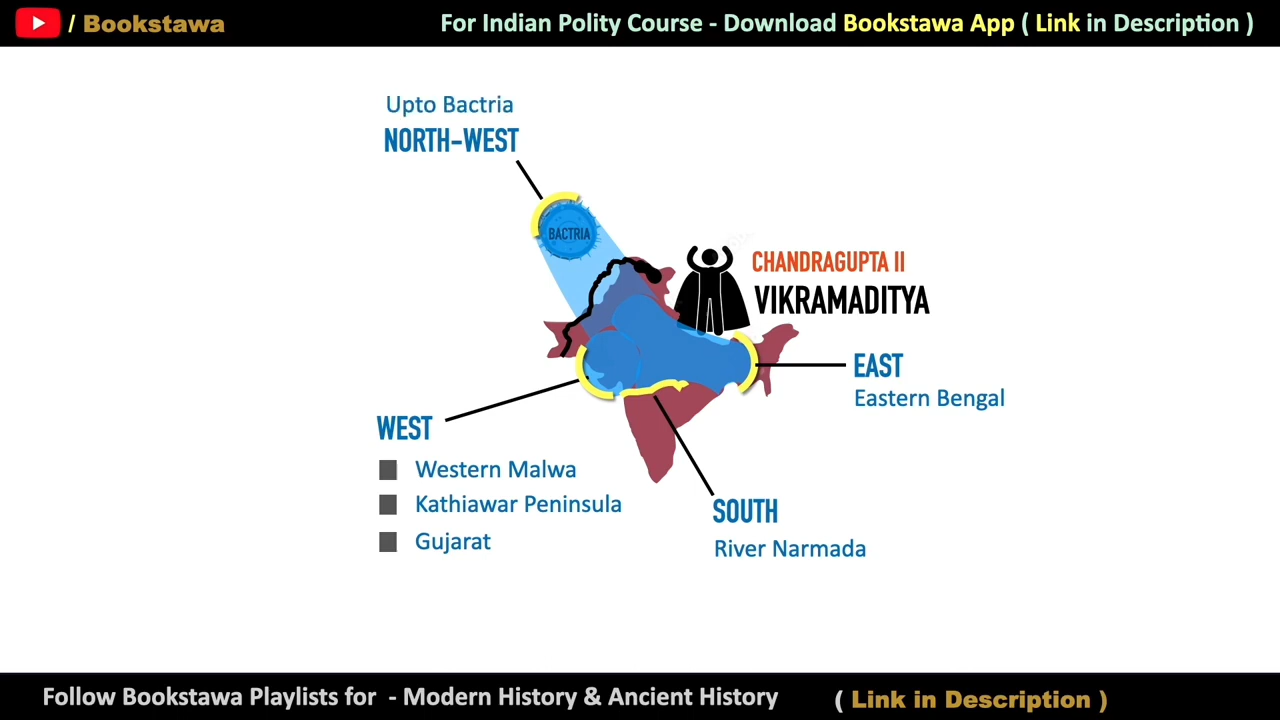 / Bookstawa
For Indian Polity Course - Download Bookstawa App ( Link in Description )
Upto Bactria
NORTH-WEST
BACTRIA
CHANDRAGUPTA II
VIKRAMADITYA
EAST
Eastern Bengal
WEST
Western Malwa
Kathiawar Peninsula
Gujarat
SOUTH
River Narmada
Follow Bookstawa Playlists for - Modern History & Ancient History
( Link in Description )